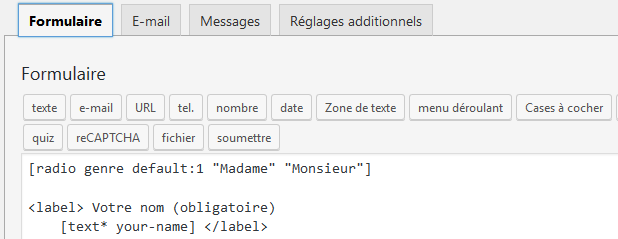 Formulaire E-mail Messages Réglages additionnels
Formulaire
texte e-mail URL tel. nombre date Zone de texte menu déroulant Cases à cocher
quiz reCAPTCHA fichier soumettre
[radio genre default:1 "Madame" "Monsieur"]
<label> Votre nom (obligatoire)
[text* your-name] </label>